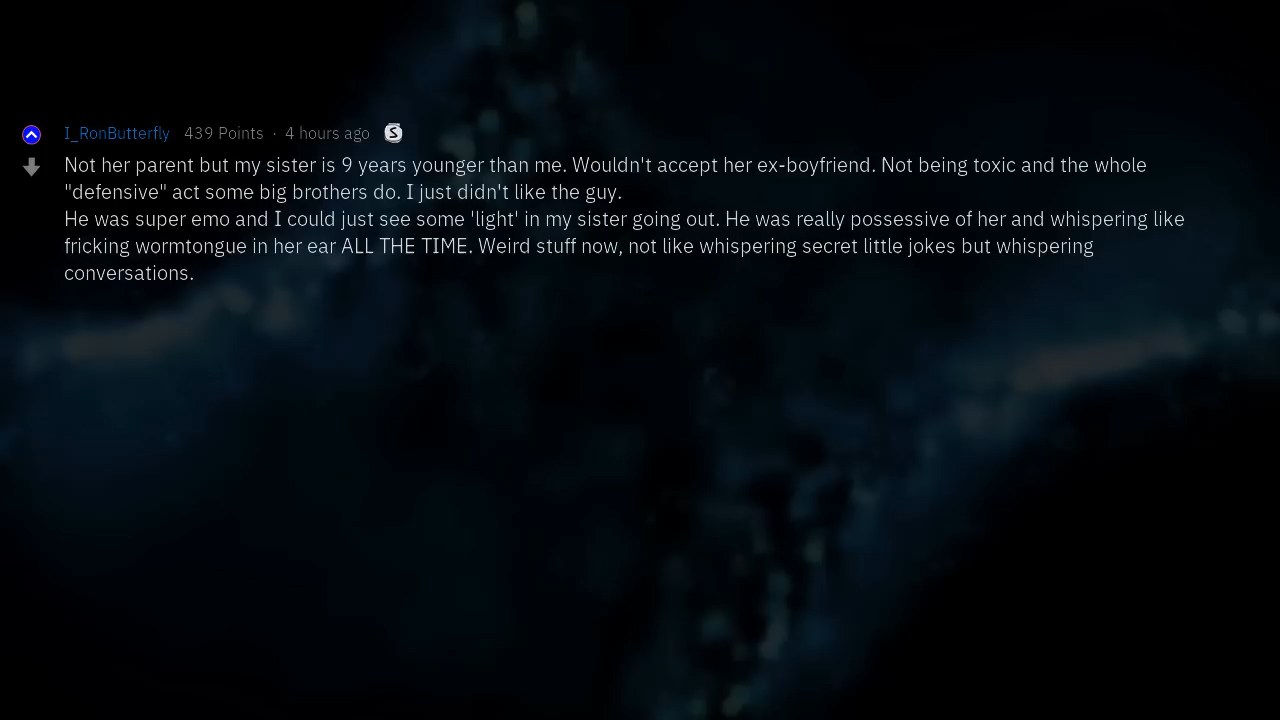 I_RonButterfly 439 Points · 4 hours ago S
Not her parent but my sister is 9 years younger than me. Wouldn't accept her ex-boyfriend. Not being toxic and the whole
"defensive" act some big brothers do. I just didn't like the guy.
He was super emo and I could just see some 'light' in my sister going out. He was really possessive of her and whispering like
fricking wormtongue in her ear ALL THE TIME. Weird stuff now, not like whispering secret little jokes but whispering
conversations.